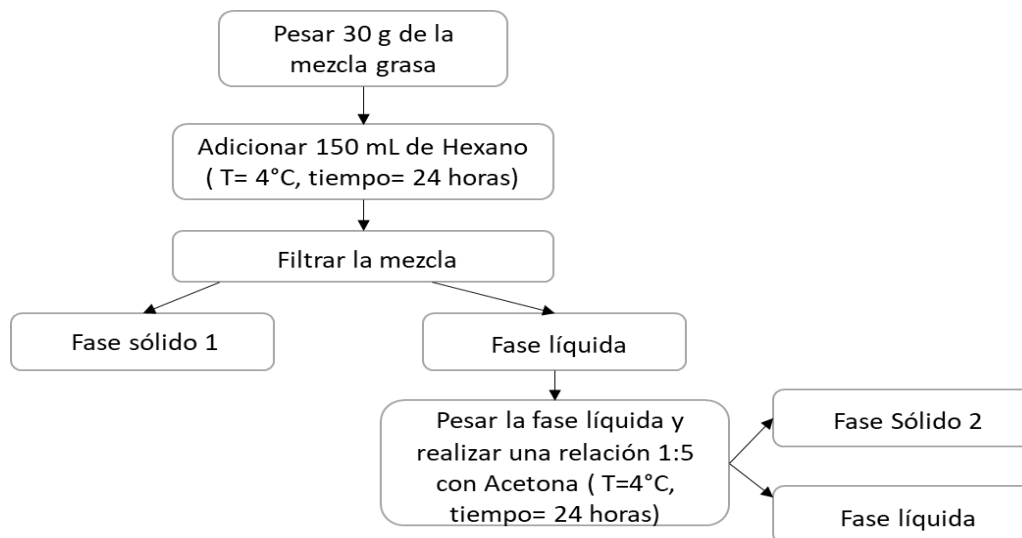 Pesar 30 g de la
mezcla grasa
Adicionar 150 mL de Hexano
( T= 4°C, tiempo= 24 horas)
Filtrar la mezcla
Fase sólido 1
Fase líquida
Pesar la fase líquida y
realizar una relación 1:5
con Acetona ( T=4°C,
tiempo= 24 horas)
Fase Sólido 2
Fase líquida